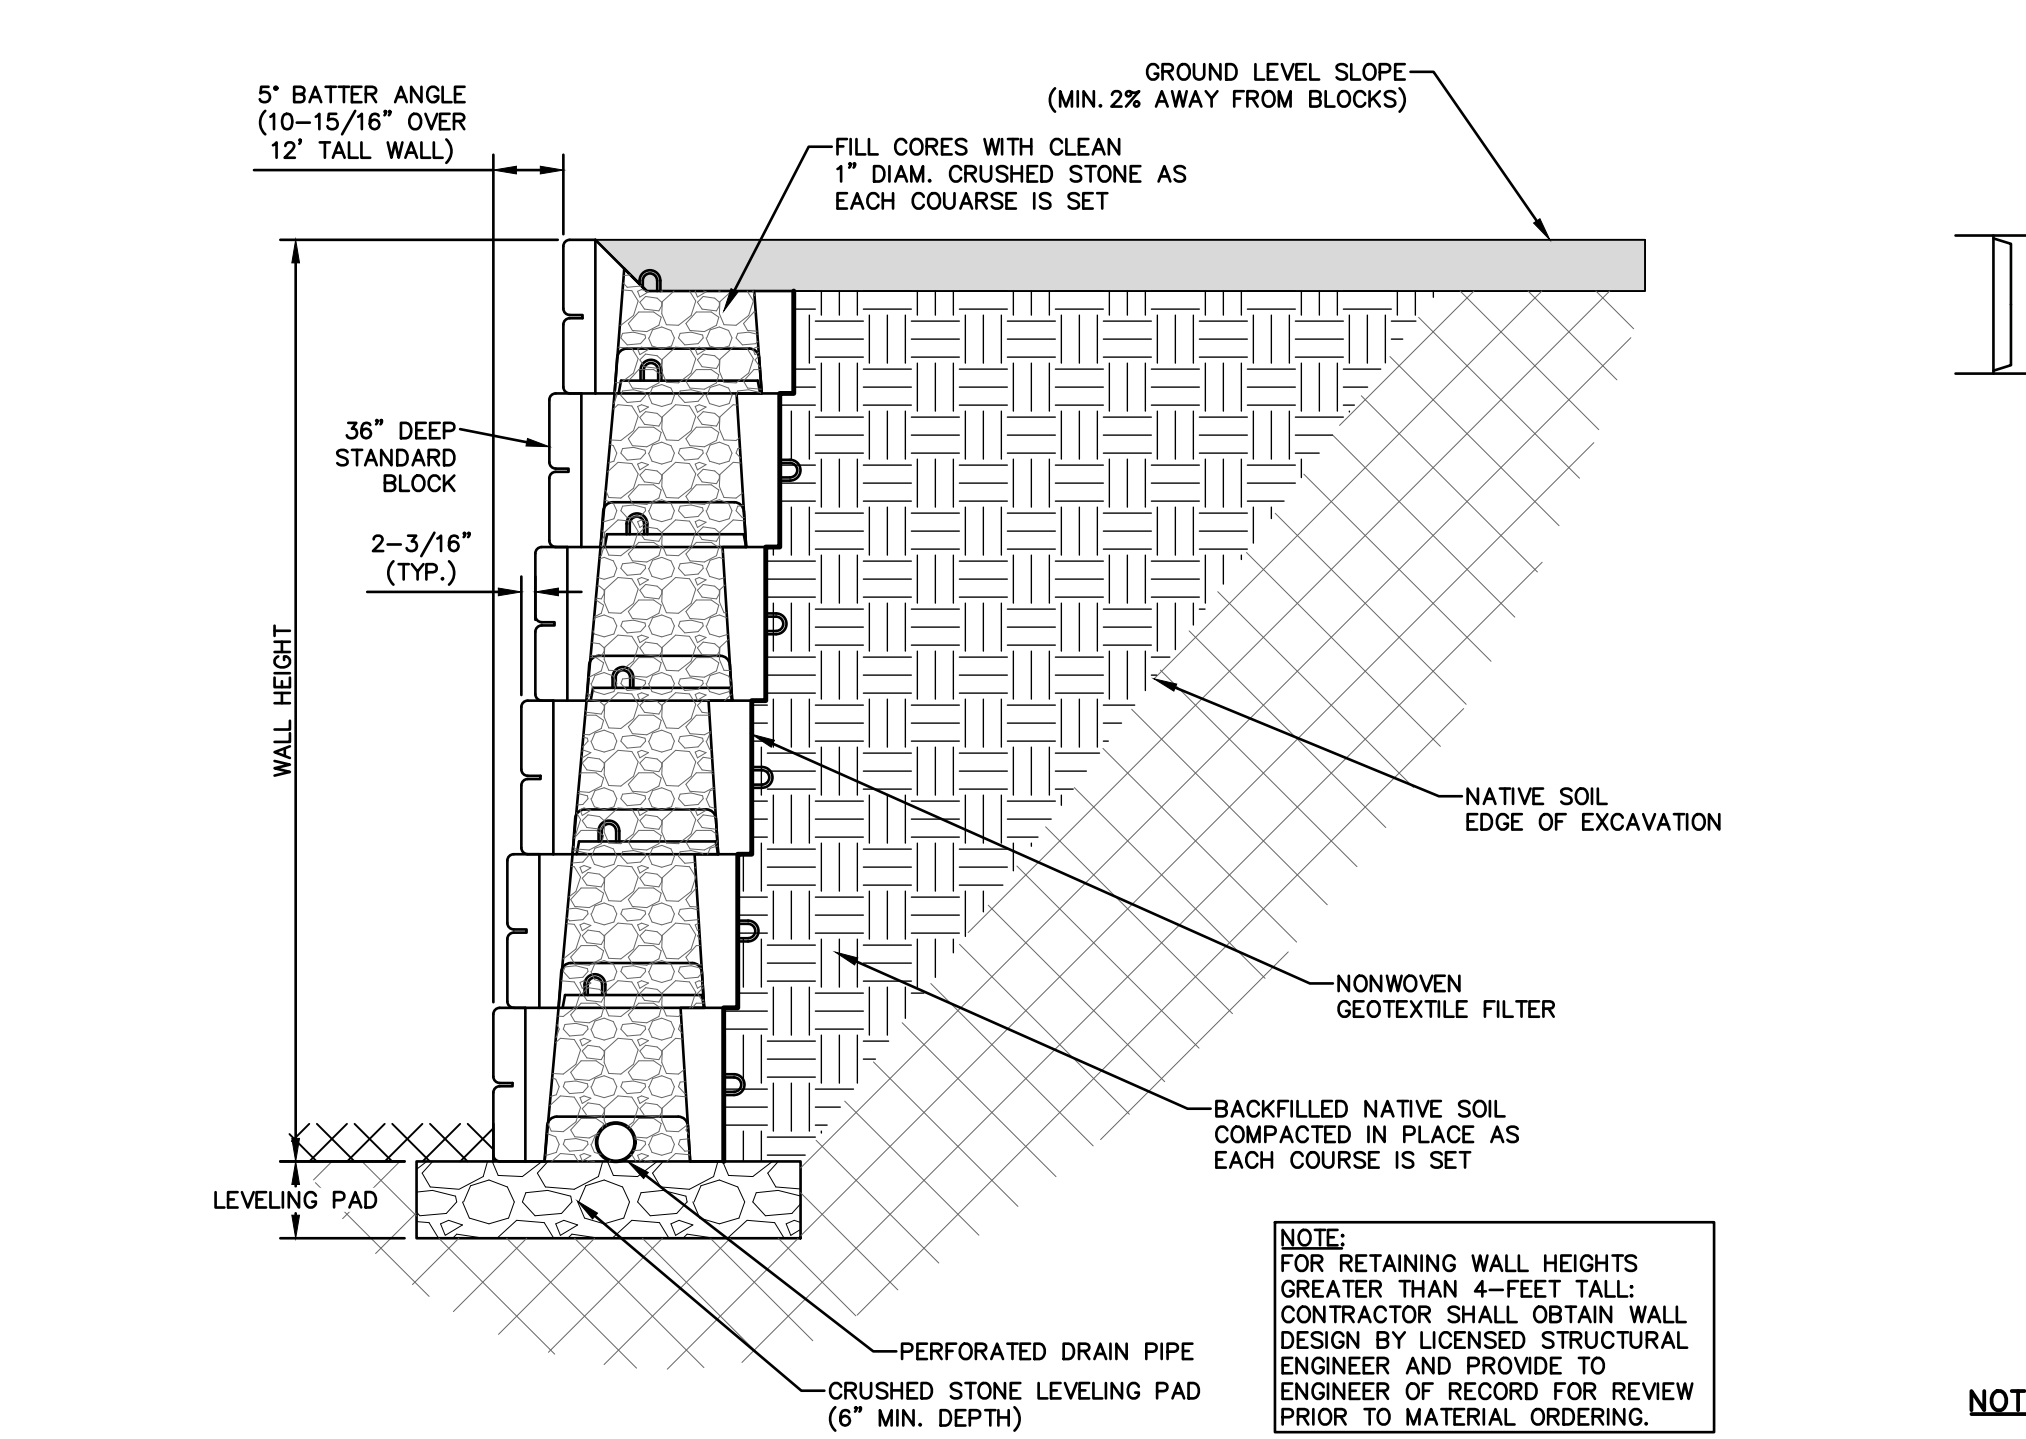 5° BATTER ANGLE
(10-15/16" OVER
12' TALL WALL)
GROUND LEVEL SLOPE
(MIN. 2% AWAY FROM BLOCKS)
FILL CORES WITH CLEAN
1" DIAM. CRUSHED STONE AS
EACH COUARSE IS SET
36" DEEP
STANDARD
BLOCK
2-3/16"
(TYP.)
WALL HEIGHT
NATIVE SOIL
EDGE OF EXCAVATION
NONWOVEN
GEOTEXTILE FILTER
BACKFILLED NATIVE SOIL
COMPACTED IN PLACE AS
EACH COURSE IS SET
LEVELING PAD
PERFORATED DRAIN PIPE
CRUSHED STONE LEVELING PAD
(6" MIN. DEPTH)
NOTE:
FOR RETAINING WALL HEIGHTS
GREATER THAN 4-FEET TALL:
CONTRACTOR SHALL OBTAIN WALL
DESIGN BY LICENSED STRUCTURAL
ENGINEER AND PROVIDE TO
ENGINEER OF RECORD FOR REVIEW
PRIOR TO MATERIAL ORDERING.
NOT